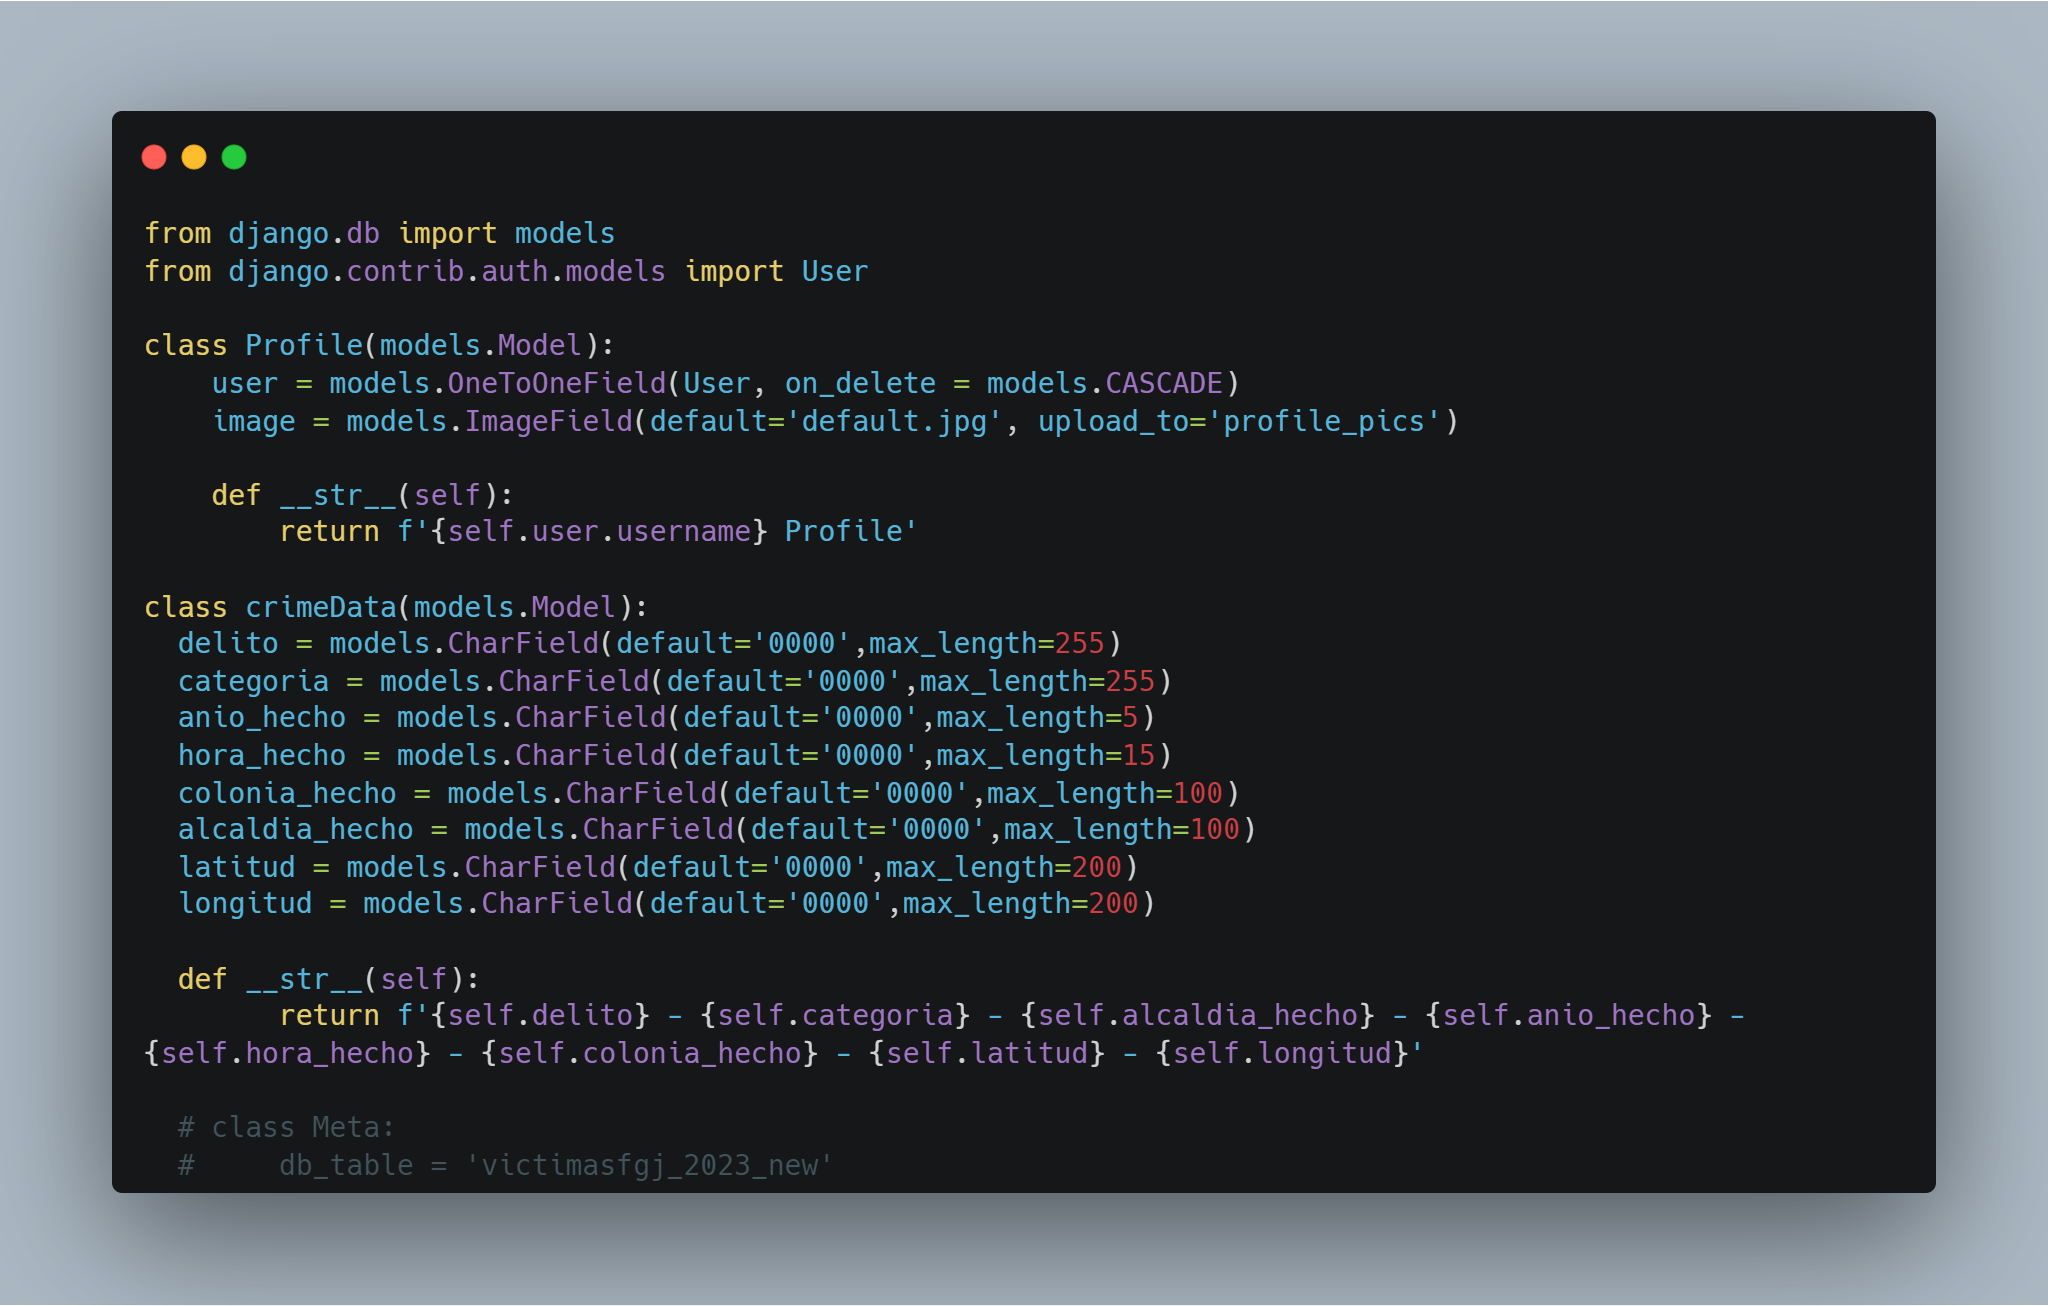 from django.db import models
from django.contrib.auth.models import User

class Profile(models.Model):
    user = models.OneToOneField(User, on_delete = models.CASCADE)
    image = models.ImageField(default='default.jpg', upload_to='profile_pics')

    def __str__(self):
        return f'{self.user.username} Profile'

class crimeData(models.Model):
  delito = models.CharField(default='0000',max_length=255)
  categoria = models.CharField(default='0000',max_length=255)
  anio_hecho = models.CharField(default='0000',max_length=5)
  hora_hecho = models.CharField(default='0000',max_length=15)
  colonia_hecho = models.CharField(default='0000',max_length=100)
  alcaldia_hecho = models.CharField(default='0000',max_length=100)
  latitud = models.CharField(default='0000',max_length=200)
  longitud = models.CharField(default='0000',max_length=200)

  def __str__(self):
        return f'{self.delito} - {self.categoria} - {self.alcaldia_hecho} - {self.anio_hecho} -
{self.hora_hecho} - {self.colonia_hecho} - {self.latitud} - {self.longitud}'

  # class Meta:
  #     db_table = 'victimasfgj_2023_new'